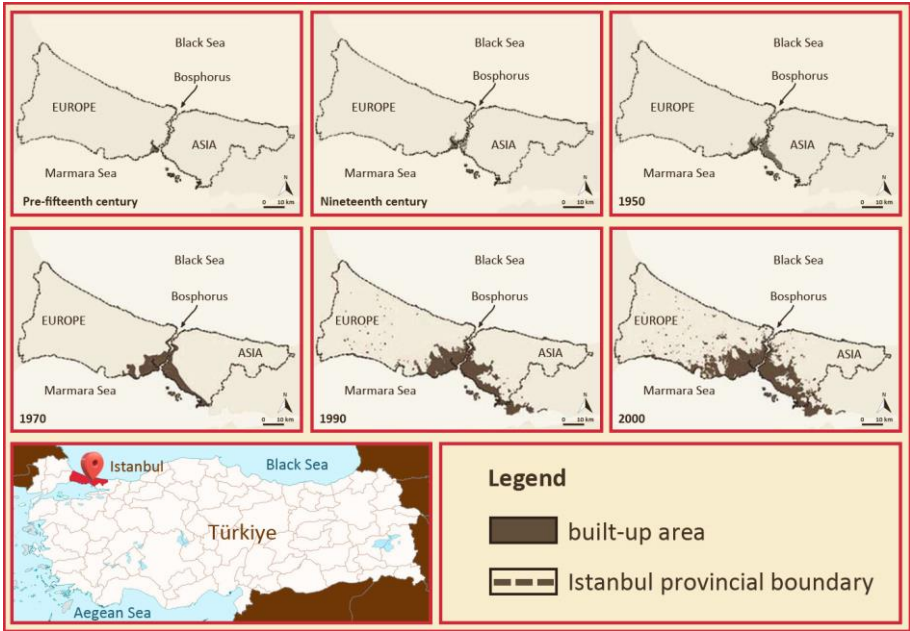 Black Sea
Bosphorus
EUROPE
ASIA
Marmara Sea
Pre-fifteenth century
N
0 10 km
Black Sea
Bosphorus
EUROPE
ASIA
Marmara Sea
Nineteenth century
N
0 10 km
Black Sea
Bosphorus
EUROPE
ASIA
Marmara Sea
1950
N
0 10 km
Black Sea
Bosphorus
EUROPE
ASIA
Marmara Sea
1970
N
0 10 km
Black Sea
Bosphorus
EUROPE
ASIA
Marmara Sea
1990
N
0 10 km
Black Sea
Bosphorus
EUROPE
ASIA
Marmara Sea
2000
N
0 10 km
Istanbul
Black Sea
Türkiye
Aegean Sea
Legend
built-up area
Istanbul provincial boundary